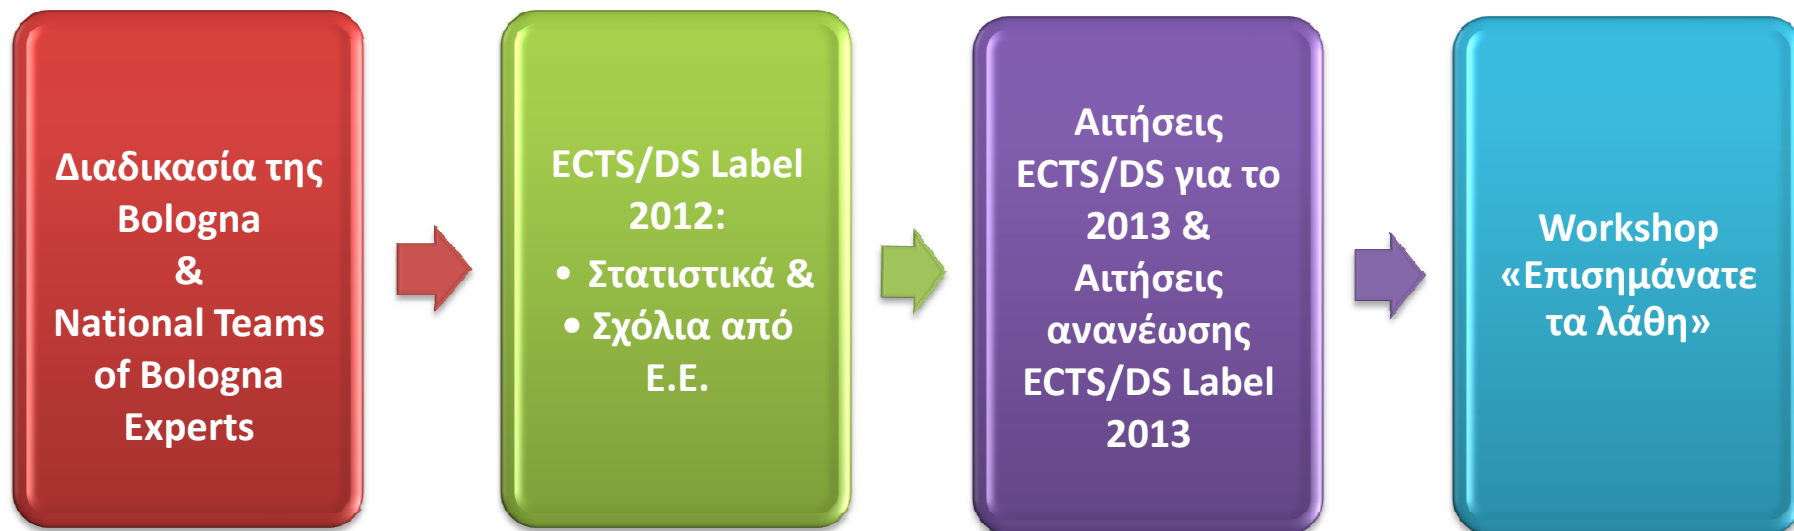 Διαδικασία της
Bologna
&
National Teams
of Bologna
Experts
ECTS/DS Label
2012:
• Στατιστικά &
• Σχόλια από
Ε.Ε.
Αιτήσεις
ECTS/DS για το
2013 &
Αιτήσεις
ανανέωσης
ECTS/DS Label
2013
Workshop
«Επισημάνατε
τα λάθη»